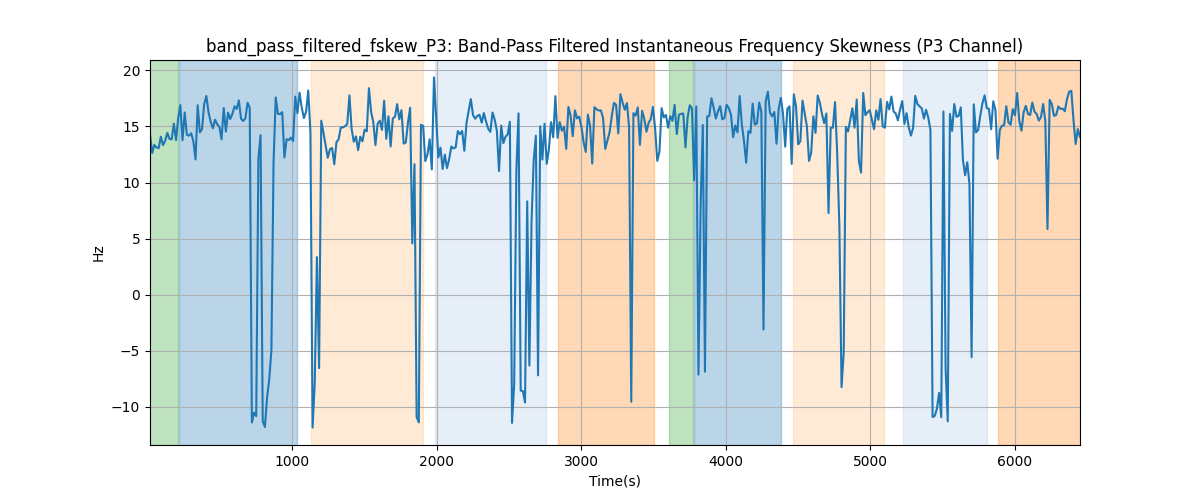 band_pass_filtered_fskew_P3: Band-Pass Filtered Instantaneous Frequency Skewness (P3 Channel)
20
15
10
5
0
−5
−10
Hz
1000 2000 3000 4000 5000 6000
Time(s)